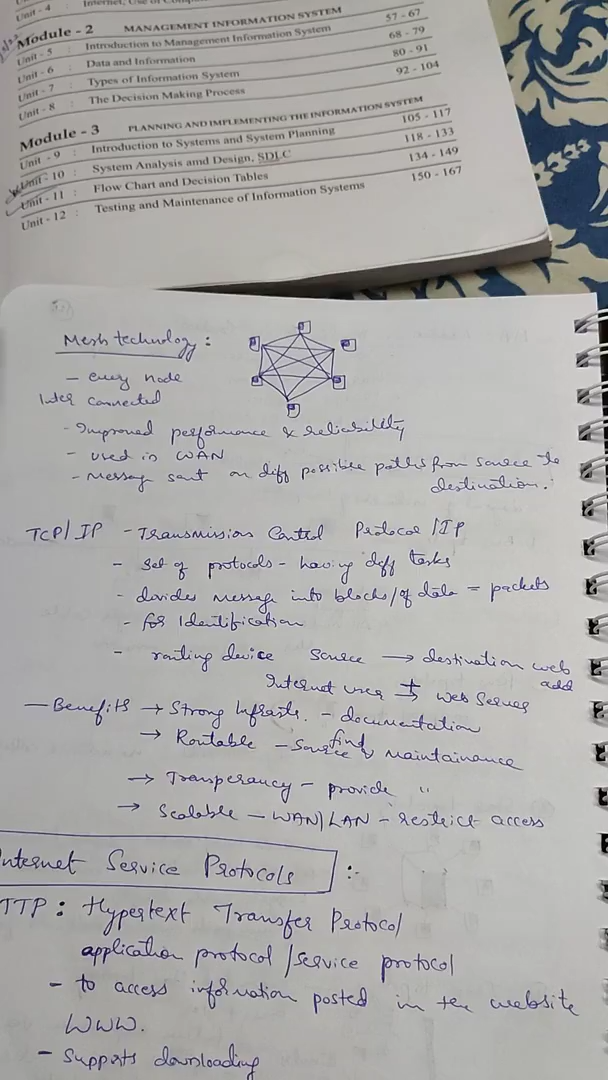 Unit - 4 : Internet, Use of
Module - 2 MANAGEMENT INFORMATION SYSTEM
Unit - 5 : Introduction to Management Information System 57 - 67
Unit - 6 : Data and Information 68 - 79
Unit - 7 : Types of Information System 80 - 91
Unit - 8 : The Decision Making Process 92 - 104
Module - 3 PLANNING AND IMPLEMENTING THE INFORMATION SYSTEM
Unit - 9 : Introduction to Systems and System Planning 105 - 117
Unit - 10 : System Analysis amd Design, SDLC 118 - 133
Unit - 11 : Flow Chart and Decision Tables 134 - 149
Unit - 12 : Testing and Maintenance of Information Systems 150 - 167
Mesh technology :
- every node
Inter connected
- Improved performance & reliability
- used in WAN
- Message sent on diff possible paths from source to
destination.
TCP/IP - Transmission Control Protocol /IP
- Set of protocols - having diff tasks
- divides message into blocks/of data = packets
- for Identification
- routing device source → destination web
add
Internet user → web Server
- Benefits → Strong Infrastr. - documentation
→ Routable - Source find & maintainance
→ Transperancy - provide "
→ Scalable - WAN/LAN - restrict access
Internet Service Protocols :-
TTP : Hypertext Transfer Protocol
application protocol /service protocol
- to access information posted in the website
WWW.
- Supports downloading